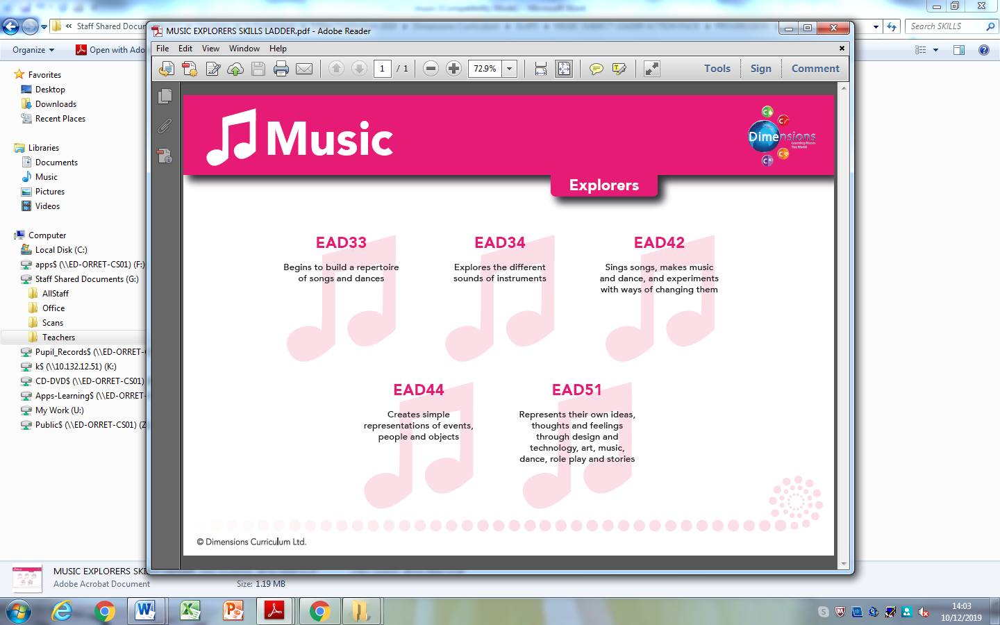 MUSIC EXPLORERS SKILLS LADDER.pdf - Adobe Reader
Staff Shared Docum
Search SKILLS
Organize
Open with Ado
File Edit View Window Help
1 / 1
72.9%
Tools Sign Comment
Favorites
Desktop
Downloads
Recent Places
Libraries
Documents
Music
Pictures
Videos
Computer
Local Disk (C:)
apps$ (\\ED-ORRET-CS01) (F:)
Staff Shared Documents (G:)
AllStaff
Office
Scans
Teachers
Pupil_Records$ (\\ED-ORRET-
k$ (\\10.132.12.51) (K:)
CD-DVD$ (\\ED-ORRET-CS01)
Apps-Learning$ (\\ED-ORRET-
My Work (U:)
Public$ (\\ED-ORRET-CS01) (Z
Music
Dimensions
Learning Means
The World
Explorers
EAD33
Begins to build a repertoire
of songs and dances
EAD34
Explores the different
sounds of instruments
EAD42
Sings songs, makes music
and dance, and experiments
with ways of changing them
EAD44
Creates simple
representations of events,
people and objects
EAD51
Represents their own ideas,
thoughts and feelings
through design and
technology, art, music,
dance, role play and stories
© Dimensions Curriculum Ltd.
MUSIC EXPLORERS SKI
Adobe Acrobat Document
Size: 1.19 MB
14:03
10/12/2019